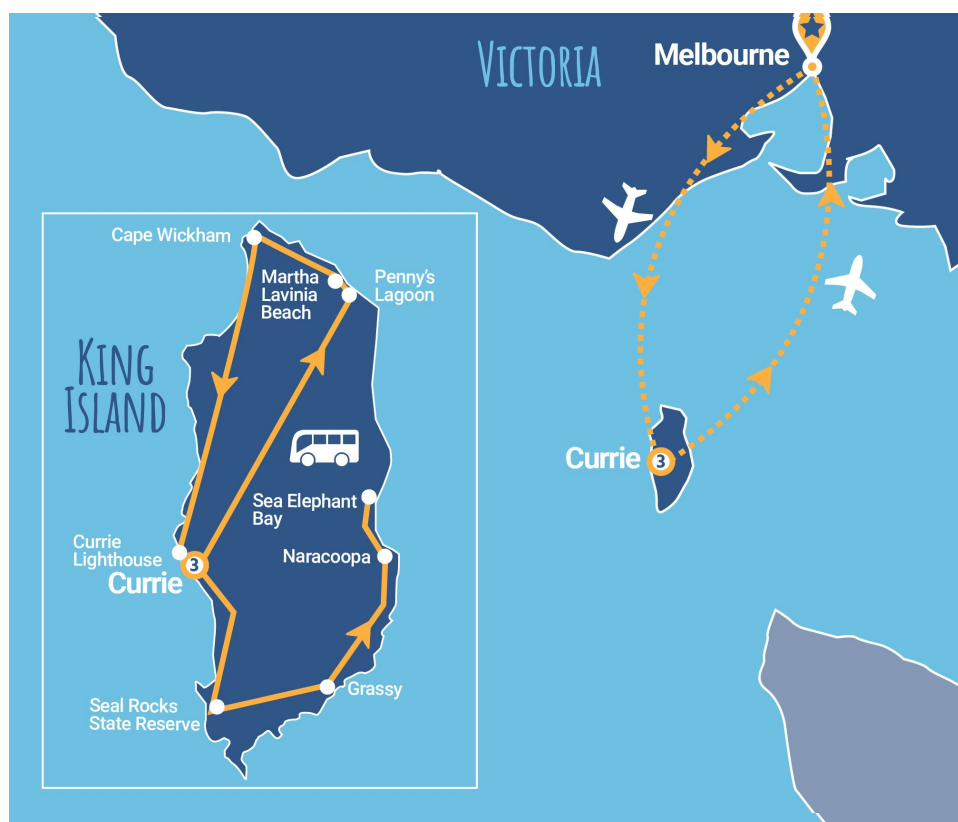 VICTORIA
Melbourne
Cape Wickham
Martha
Lavinia
Beach
Penny's
Lagoon
KING
ISLAND
Currie
3
Sea Elephant
Bay
Currie
Lighthouse
Naracoopa
3
Currie
Grassy
Seal Rocks
State Reserve